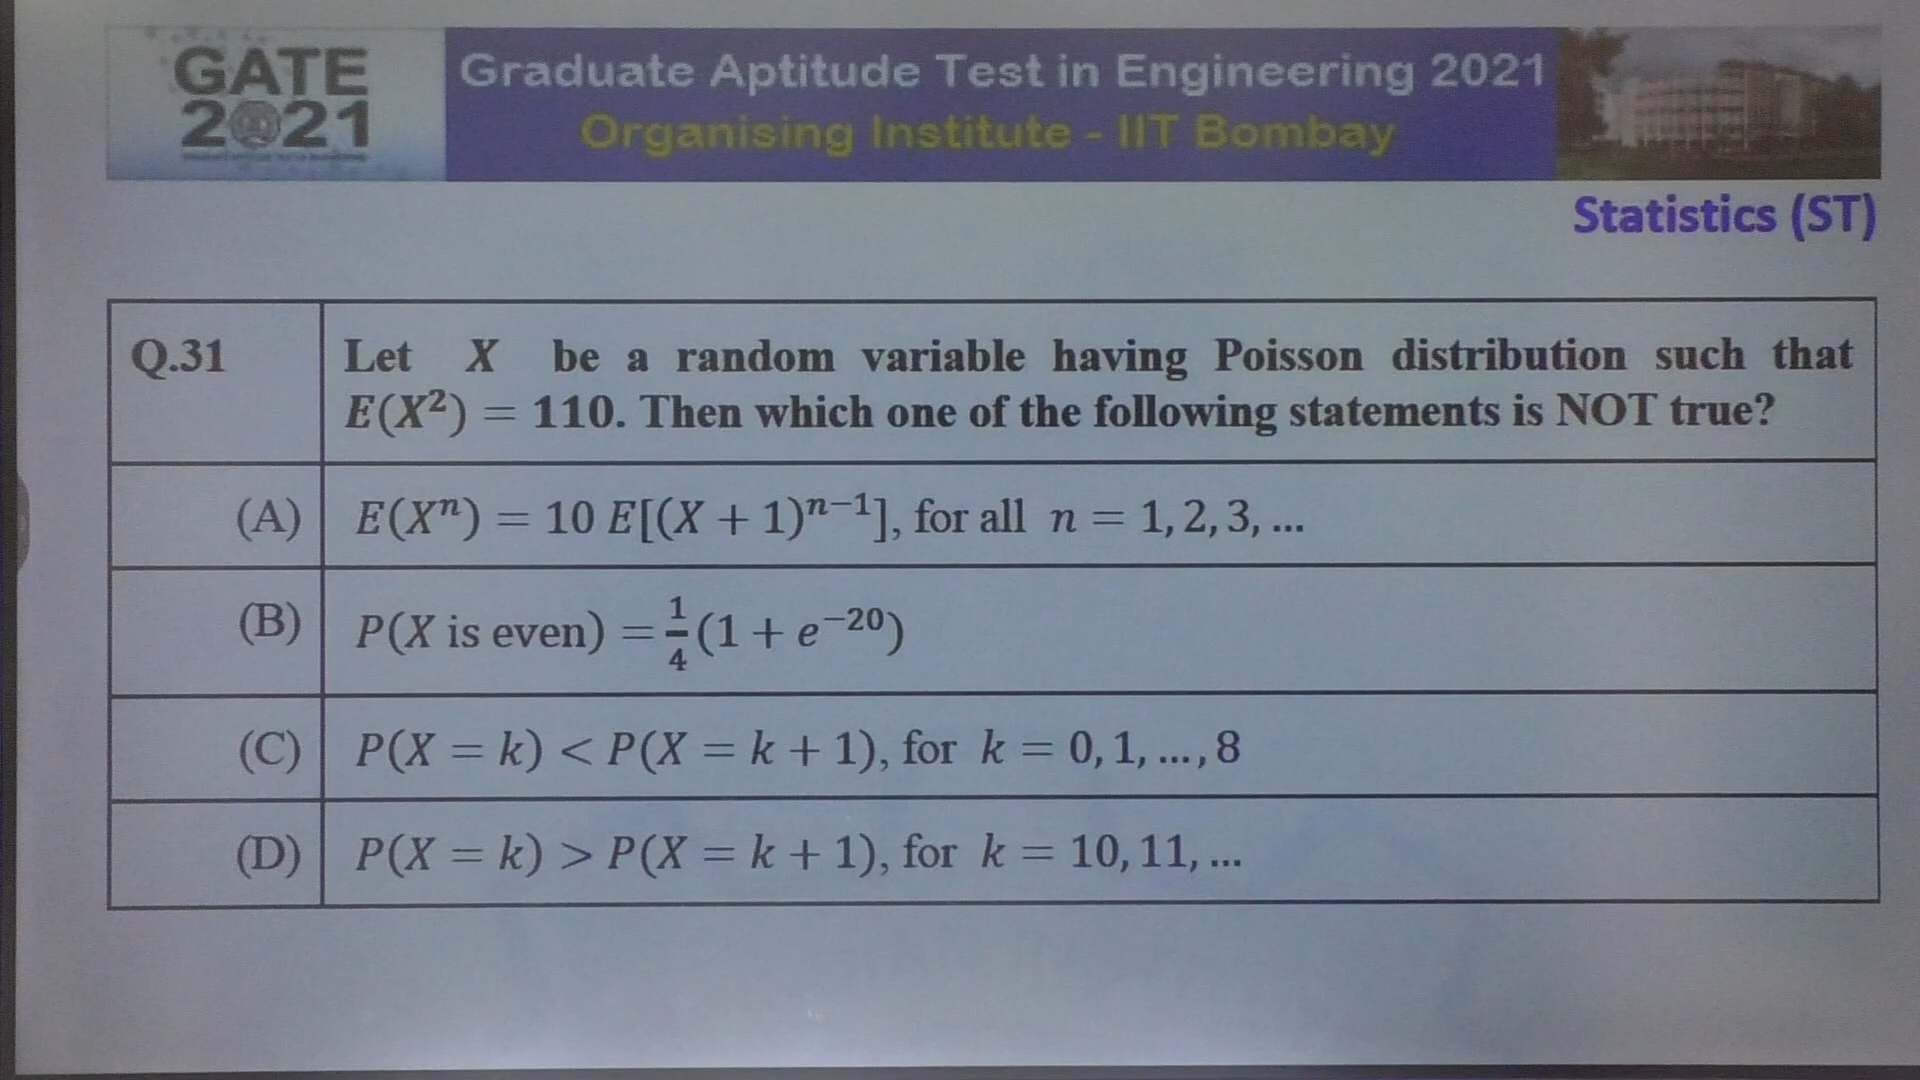 GATE
2021
Graduate Aptitude Test in Engineering 2021
Organising Institute - IIT Bombay
Statistics (ST)
Q.31 Let X be a random variable having Poisson distribution such that
E(X²) = 110. Then which one of the following statements is NOT true?
(A) E(Xⁿ) = 10 E[(X + 1)ⁿ⁻¹], for all n = 1, 2, 3, ...
(B) P(X is even) = 1/4 (1 + e⁻²⁰)
(C) P(X = k) < P(X = k + 1), for k = 0, 1, ..., 8
(D) P(X = k) > P(X = k + 1), for k = 10, 11, ...